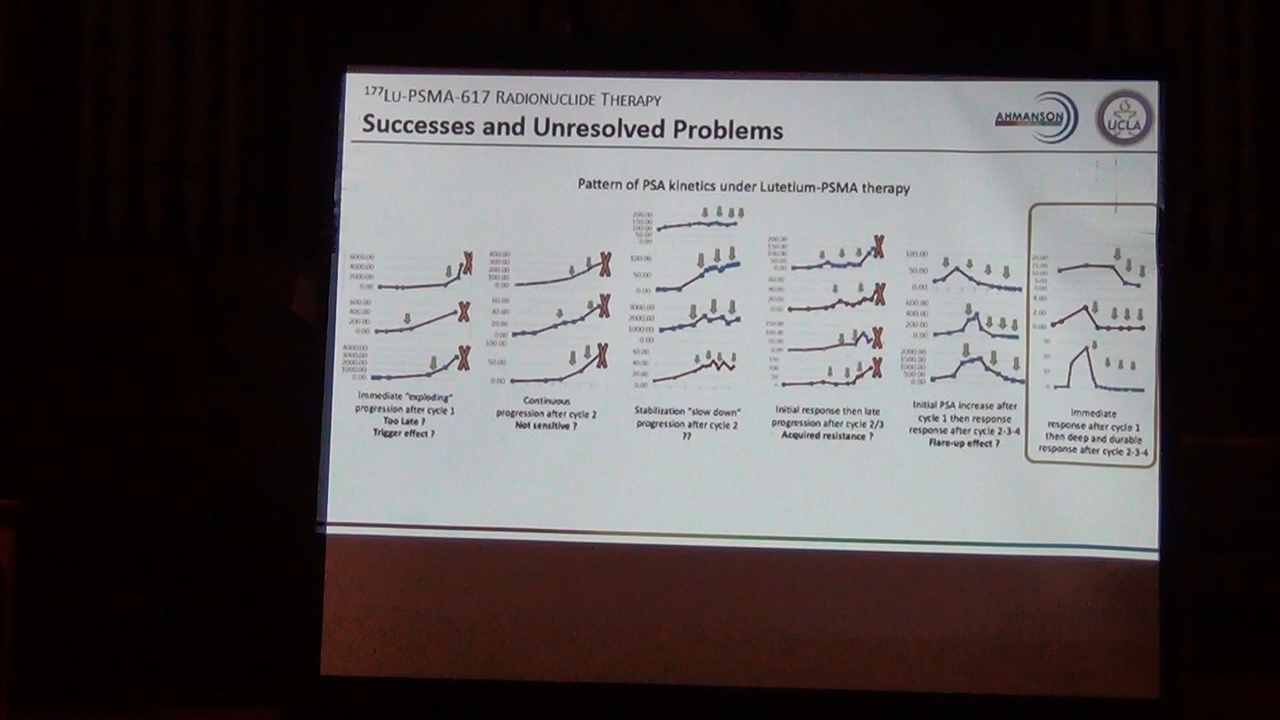 177LU-PSMA-617 RADIONUCLIDE THERAPY
Successes and Unresolved Problems
AHMANSON
UCLA
Pattern of PSA kinetics under Lutetium-PSMA therapy
Immediate "exploding"
progression after cycle 1
Too Late ?
Trigger effect ?
Continuous
progression after cycle 2
Not sensitive ?
Stabilization "slow down"
progression after cycle 2
??
Initial response then late
progression after cycle 2/3
Acquired resistance ?
Initial PSA increase after
cycle 1 then response
response after cycle 2-3-4
Flare-up effect ?
Immediate
response after cycle 1
then deep and durable
response after cycle 2-3-4